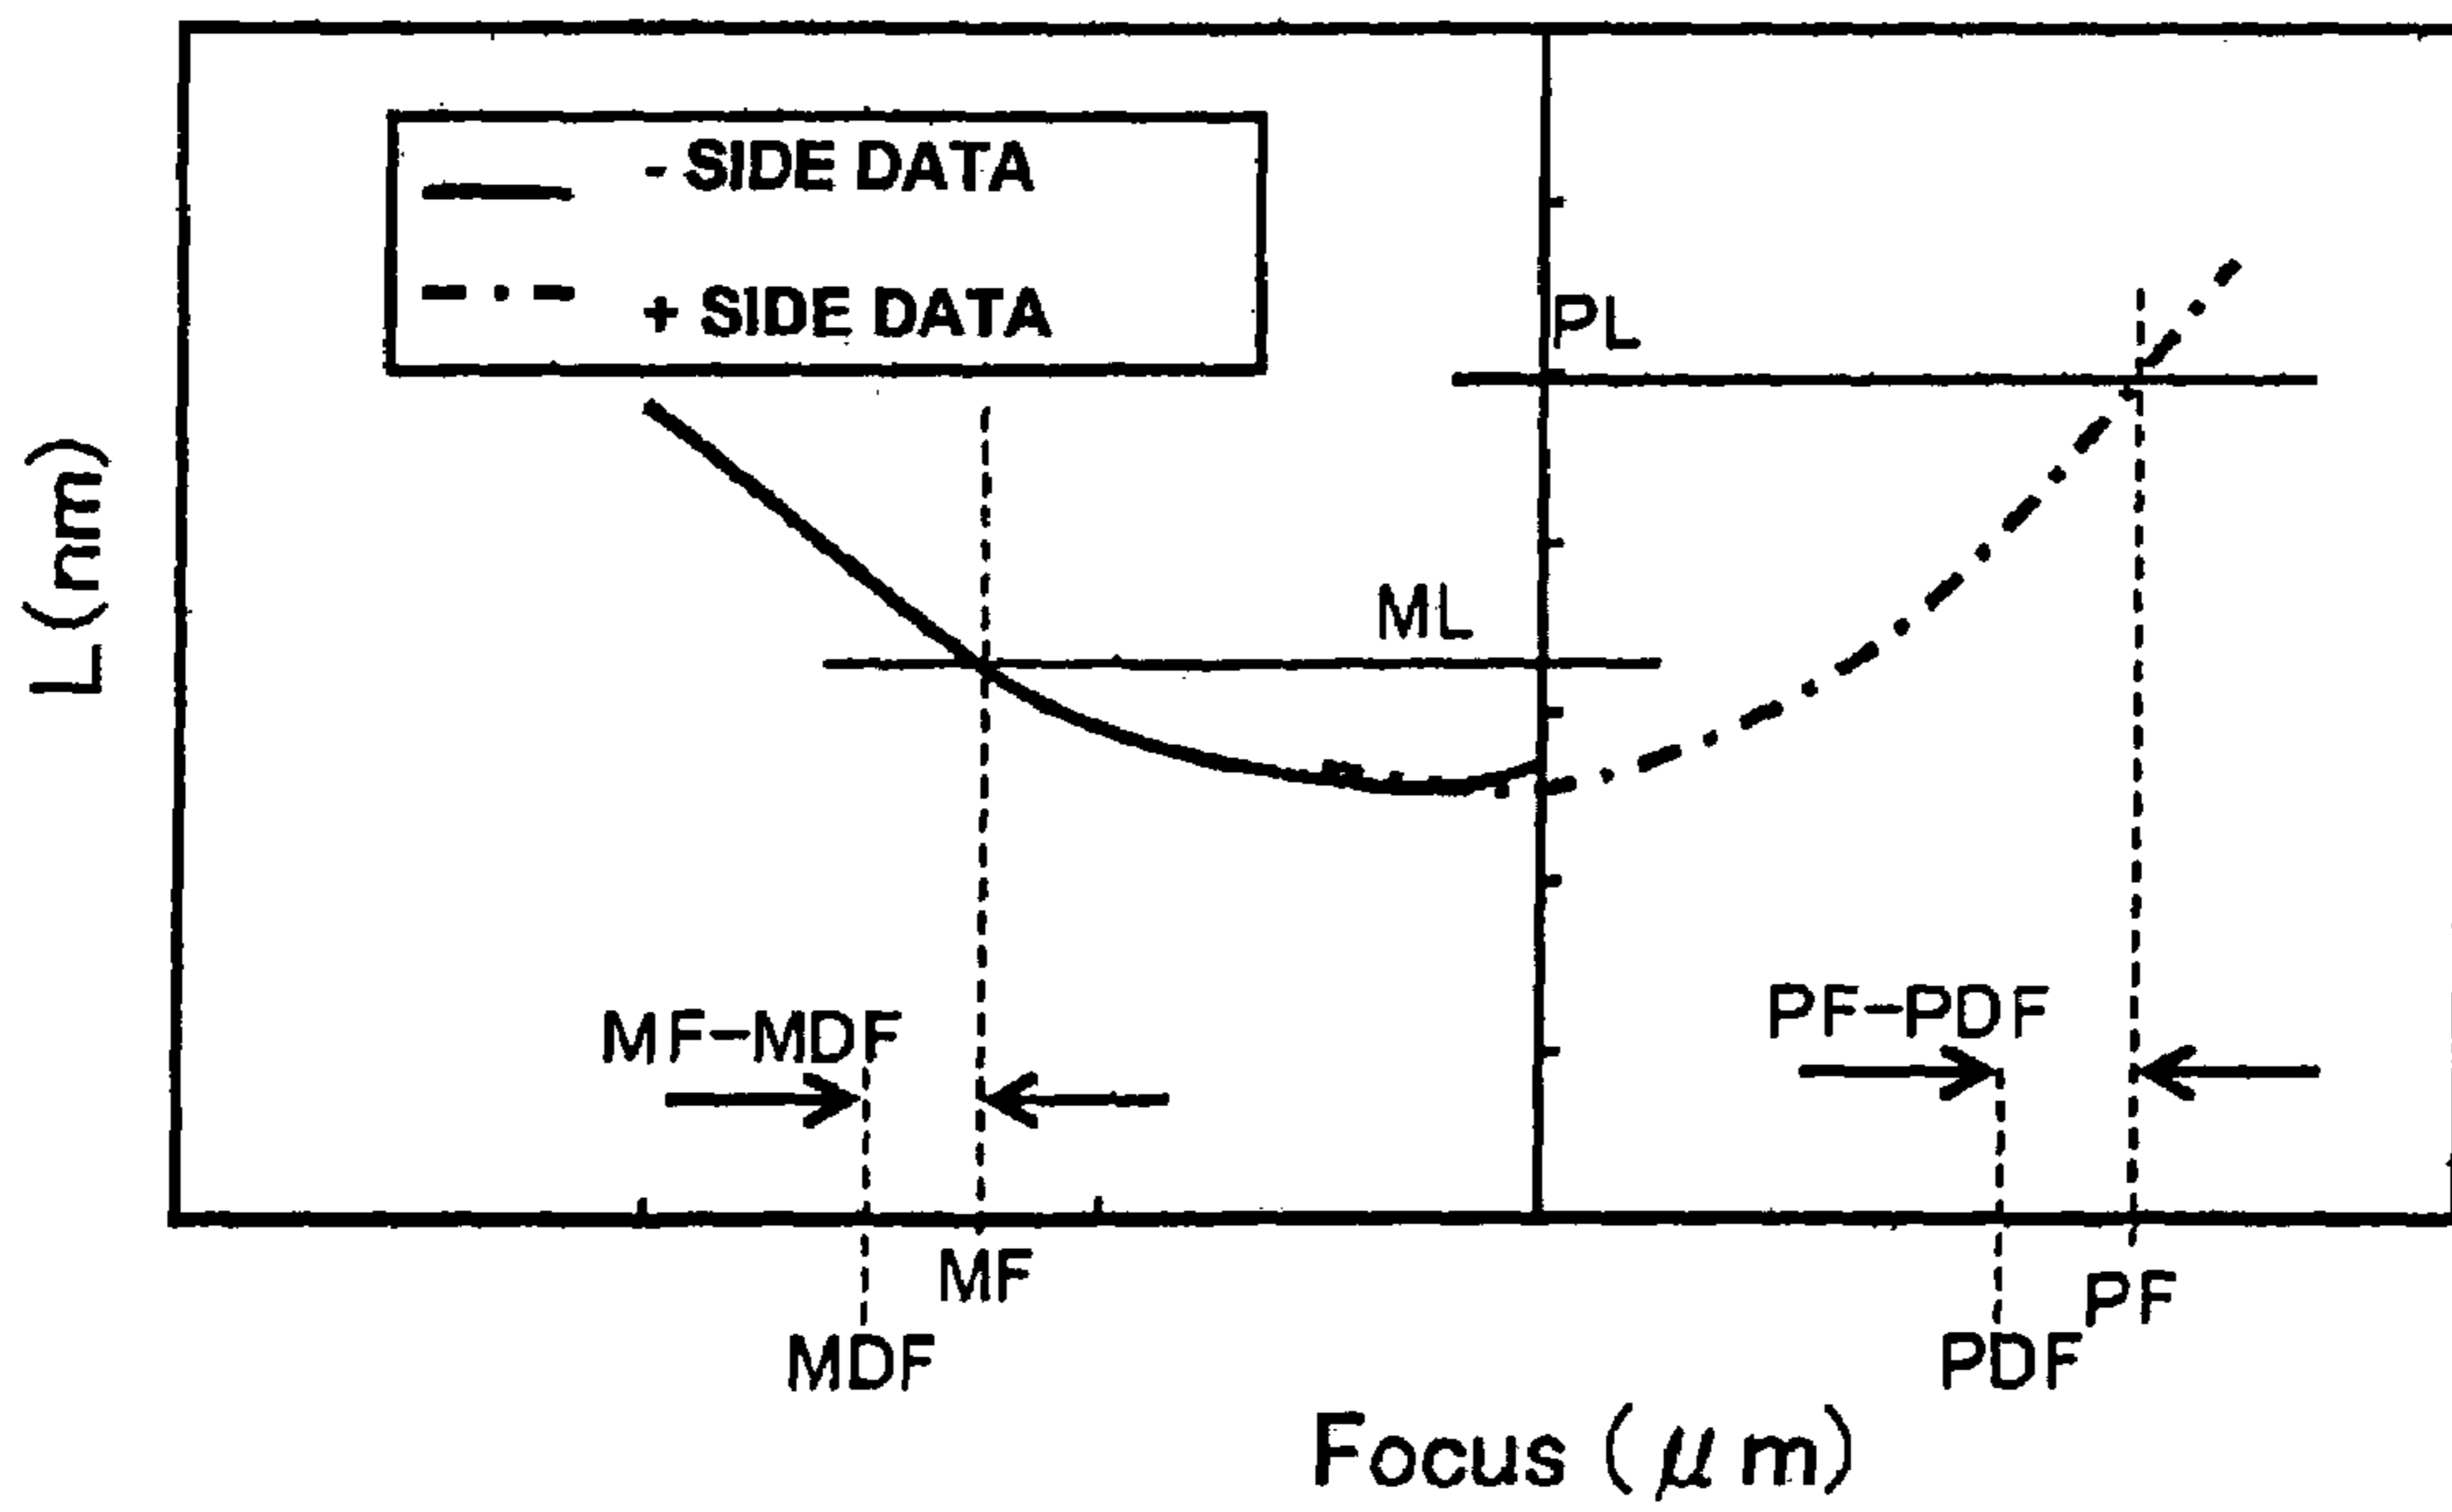 - SIDE DATA
+ SIDE DATA
PL
L(nm)
ML
MF-MDF
PF-PDF
MF
PF
MDF
PDF
Focus (μm)